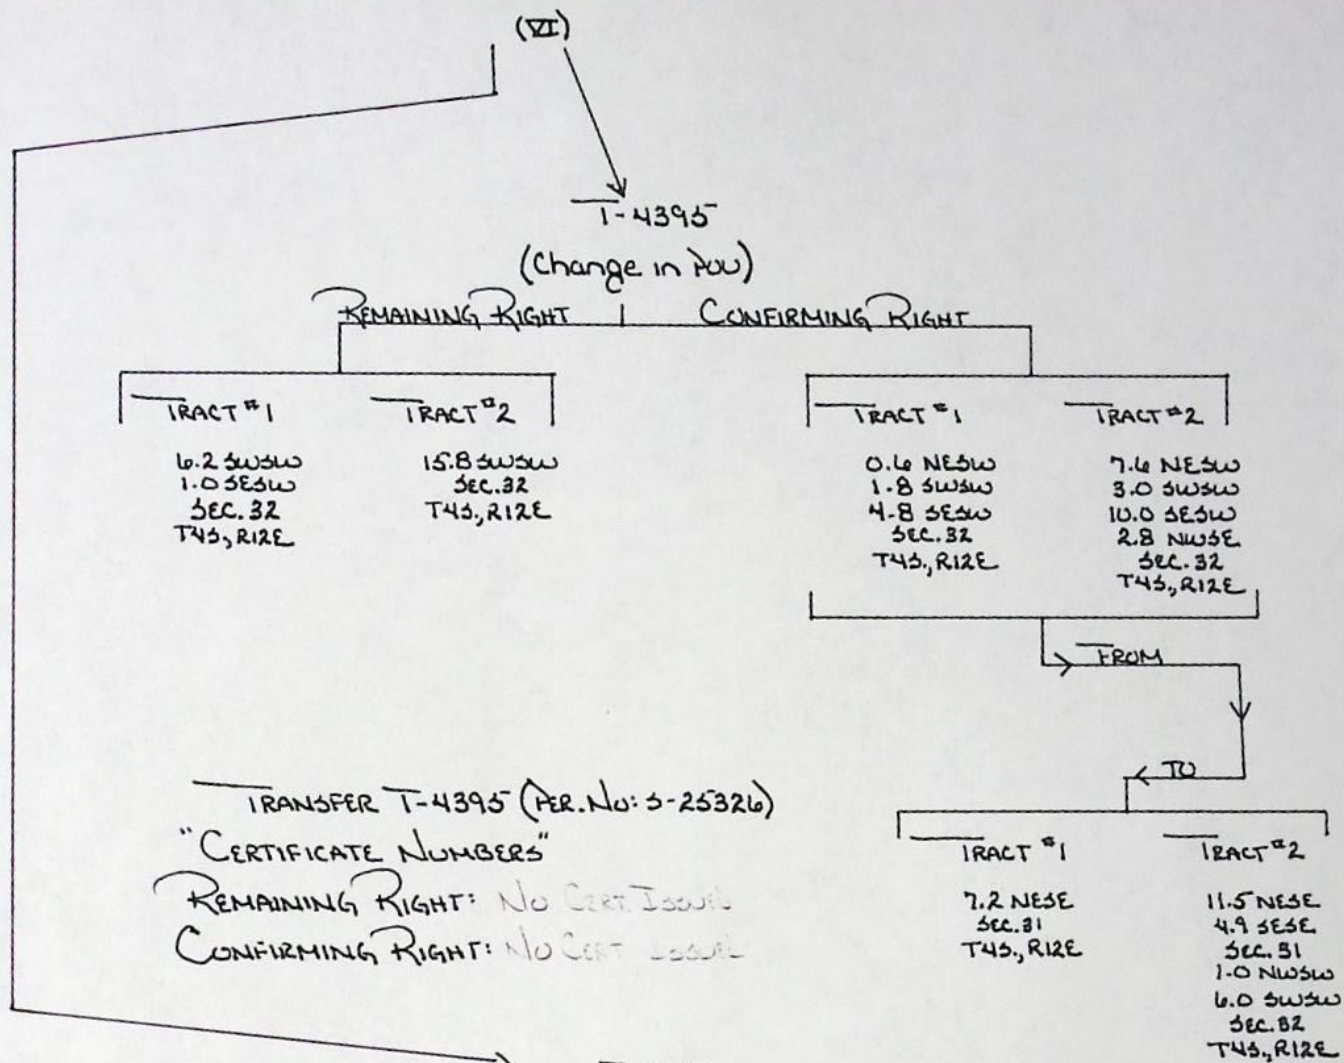 (VI)
T-4395
(Change in POU)
REMAINING RIGHT | CONFIRMING RIGHT
TRACT #1
6.2 SWSW
1.0 SESW
SEC. 32
T4S., R12E
TRACT #2
15.8 SWSW
SEC. 32
T4S., R12E
TRACT #1
0.6 NESW
1.8 SWSW
4.8 SESW
SEC. 32
T4S., R12E
TRACT #2
7.6 NESW
3.0 SWSW
10.0 SESW
2.8 NWSE
SEC. 32
T4S., R12E
FROM
TO
TRACT #1
7.2 NESE
SEC. 31
T4S., R12E
TRACT #2
11.5 NESE
4.9 SESE
SEC. 31
1.0 NWSW
6.0 SWSW
SEC. 32
T4S., R12E
TRANSFER T-4395 (PER. NO: S-25326)
"CERTIFICATE NUMBERS"
REMAINING RIGHT: NO CERT ISSUED
CONFIRMING RIGHT: NO CERT ISSUED